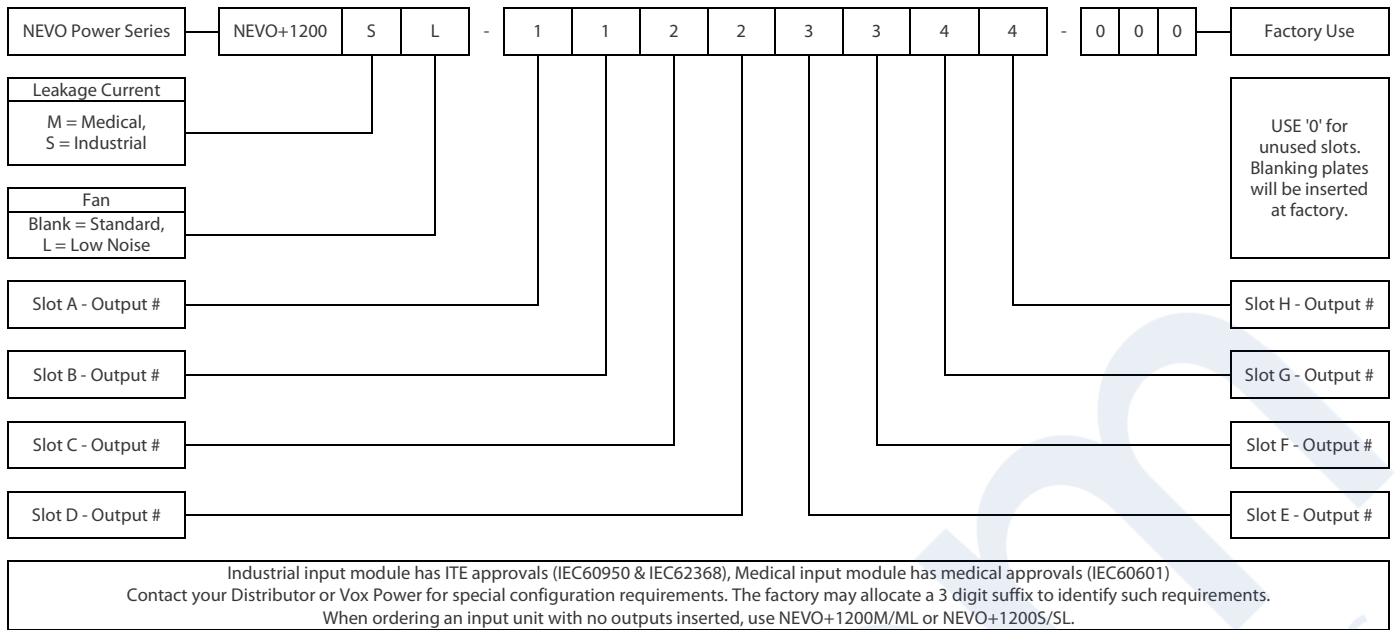 NEVO Power Series
NEVO+1200 S L - 1 1 2 2 3 3 4 4 - 0 0 0
Factory Use
Leakage Current
M = Medical,
S = Industrial
USE '0' for
unused slots.
Blanking plates
will be inserted
at factory.
Fan
Blank = Standard,
L = Low Noise
Slot A - Output #
Slot H - Output #
Slot B - Output #
Slot G - Output #
Slot C - Output #
Slot F - Output #
Slot D - Output #
Slot E - Output #
Industrial input module has ITE approvals (IEC60950 & IEC62368), Medical input module has medical approvals (IEC60601)
Contact your Distributor or Vox Power for special configuration requirements. The factory may allocate a 3 digit suffix to identify such requirements.
When ordering an input unit with no outputs inserted, use NEVO+1200M/ML or NEVO+1200S/SL.